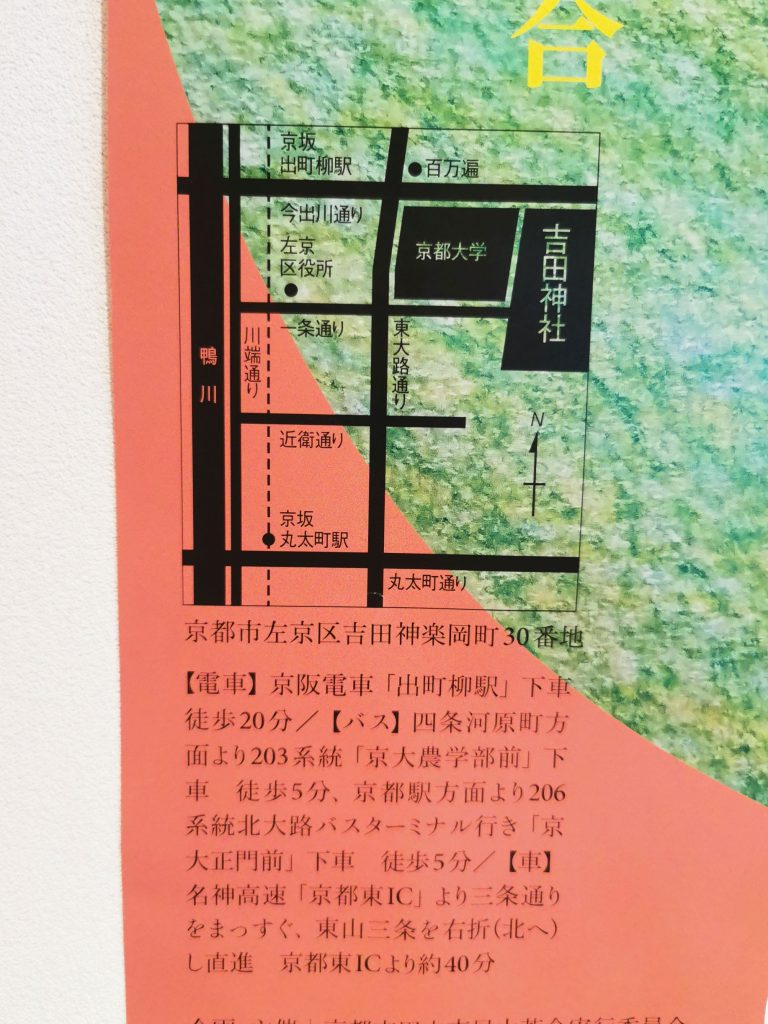 合
京坂
出町柳駅
百万遍
今出川通り
左京
区役所
京都大学
吉田神社
一条通り
川端通り
東大路通り
鴨川
近衛通り
N
京坂
丸太町駅
丸太町通り
京都市左京区吉田神楽岡町30番地
【電車】京阪電車「出町柳駅」下車
徒歩20分／【バス】四条河原町方
面より203系統「京大農学部前」下
車　徒歩5分、京都駅方面より206
系統北大路バスターミナル行き「京
大正門前」下車　徒歩5分／【車】
名神高速「京都東IC」より三条通り
をまっすぐ、東山三条を右折(北へ)
し直進　京都東ICより約40分